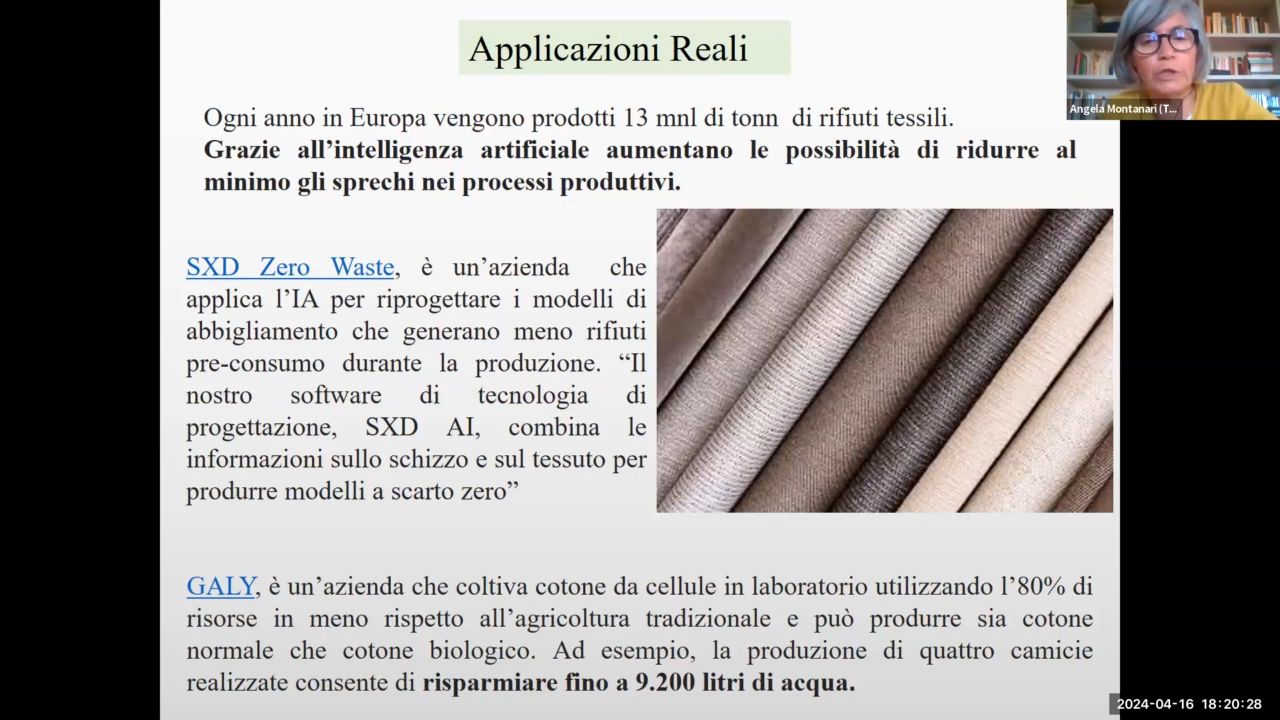 Applicazioni Reali
Angela Montanari (T...
Ogni anno in Europa vengono prodotti 13 mnl di tonn di rifiuti tessili.
Grazie all’intelligenza artificiale aumentano le possibilità di ridurre al
minimo gli sprechi nei processi produttivi.
SXD Zero Waste, è un’azienda che
applica l’IA per riprogettare i modelli di
abbigliamento che generano meno rifiuti
pre-consumo durante la produzione. “Il
nostro software di tecnologia di
progettazione, SXD AI, combina le
informazioni sullo schizzo e sul tessuto per
produrre modelli a scarto zero”
GALY, è un’azienda che coltiva cotone da cellule in laboratorio utilizzando l’80% di
risorse in meno rispetto all’agricoltura tradizionale e può produrre sia cotone
normale che cotone biologico. Ad esempio, la produzione di quattro camicie
realizzate consente di risparmiare fino a 9.200 litri di acqua.
2024-04-16 18:20:28